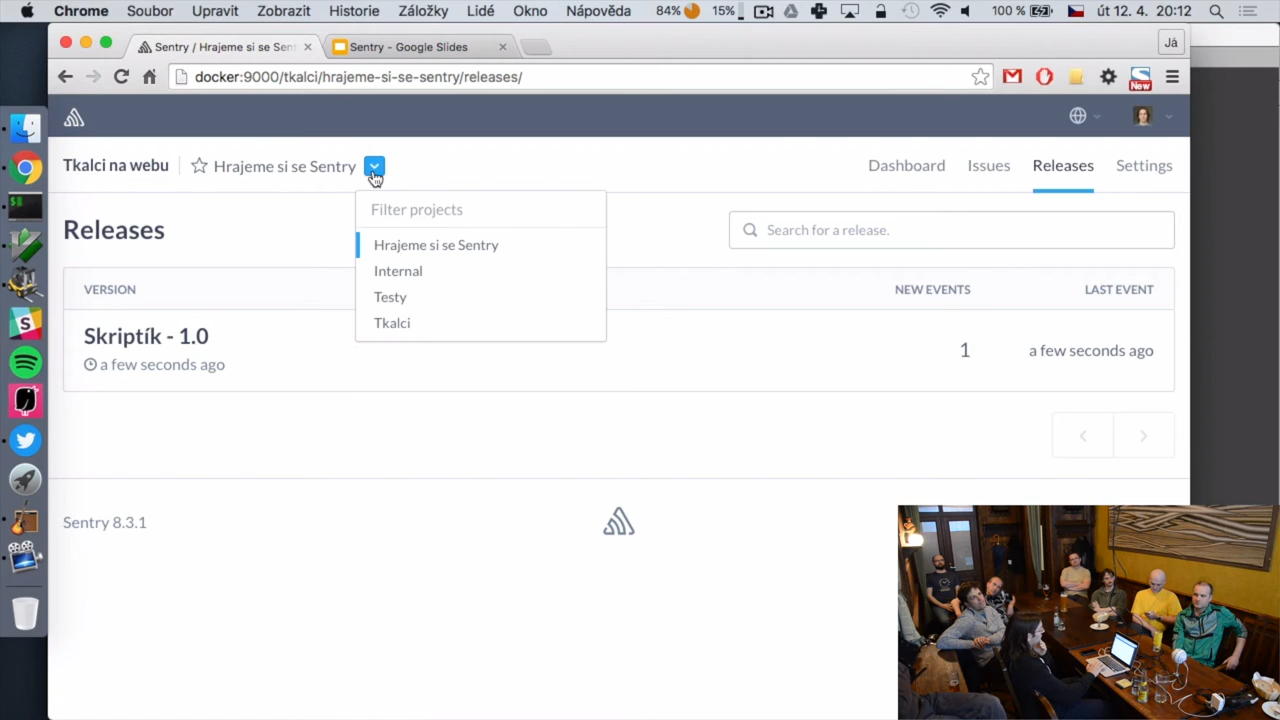 Chrome Soubor Upravit Zobrazit Historie Záložky Lidé Okno Nápověda 84% 15% 100 % út 12. 4. 20:12
Sentry / Hrajeme si se Sent
Sentry - Google Slides
Já
docker:9000/tkalci/hrajeme-si-se-sentry/releases/
New
Tkalci na webu Hrajeme si se Sentry Dashboard Issues Releases Settings
Filter projects
Hrajeme si se Sentry
Internal
Testy
Tkalci
Releases
Search for a release.
VERSION NEW EVENTS LAST EVENT
Skriptík - 1.0
a few seconds ago
1
a few seconds ago
Sentry 8.3.1